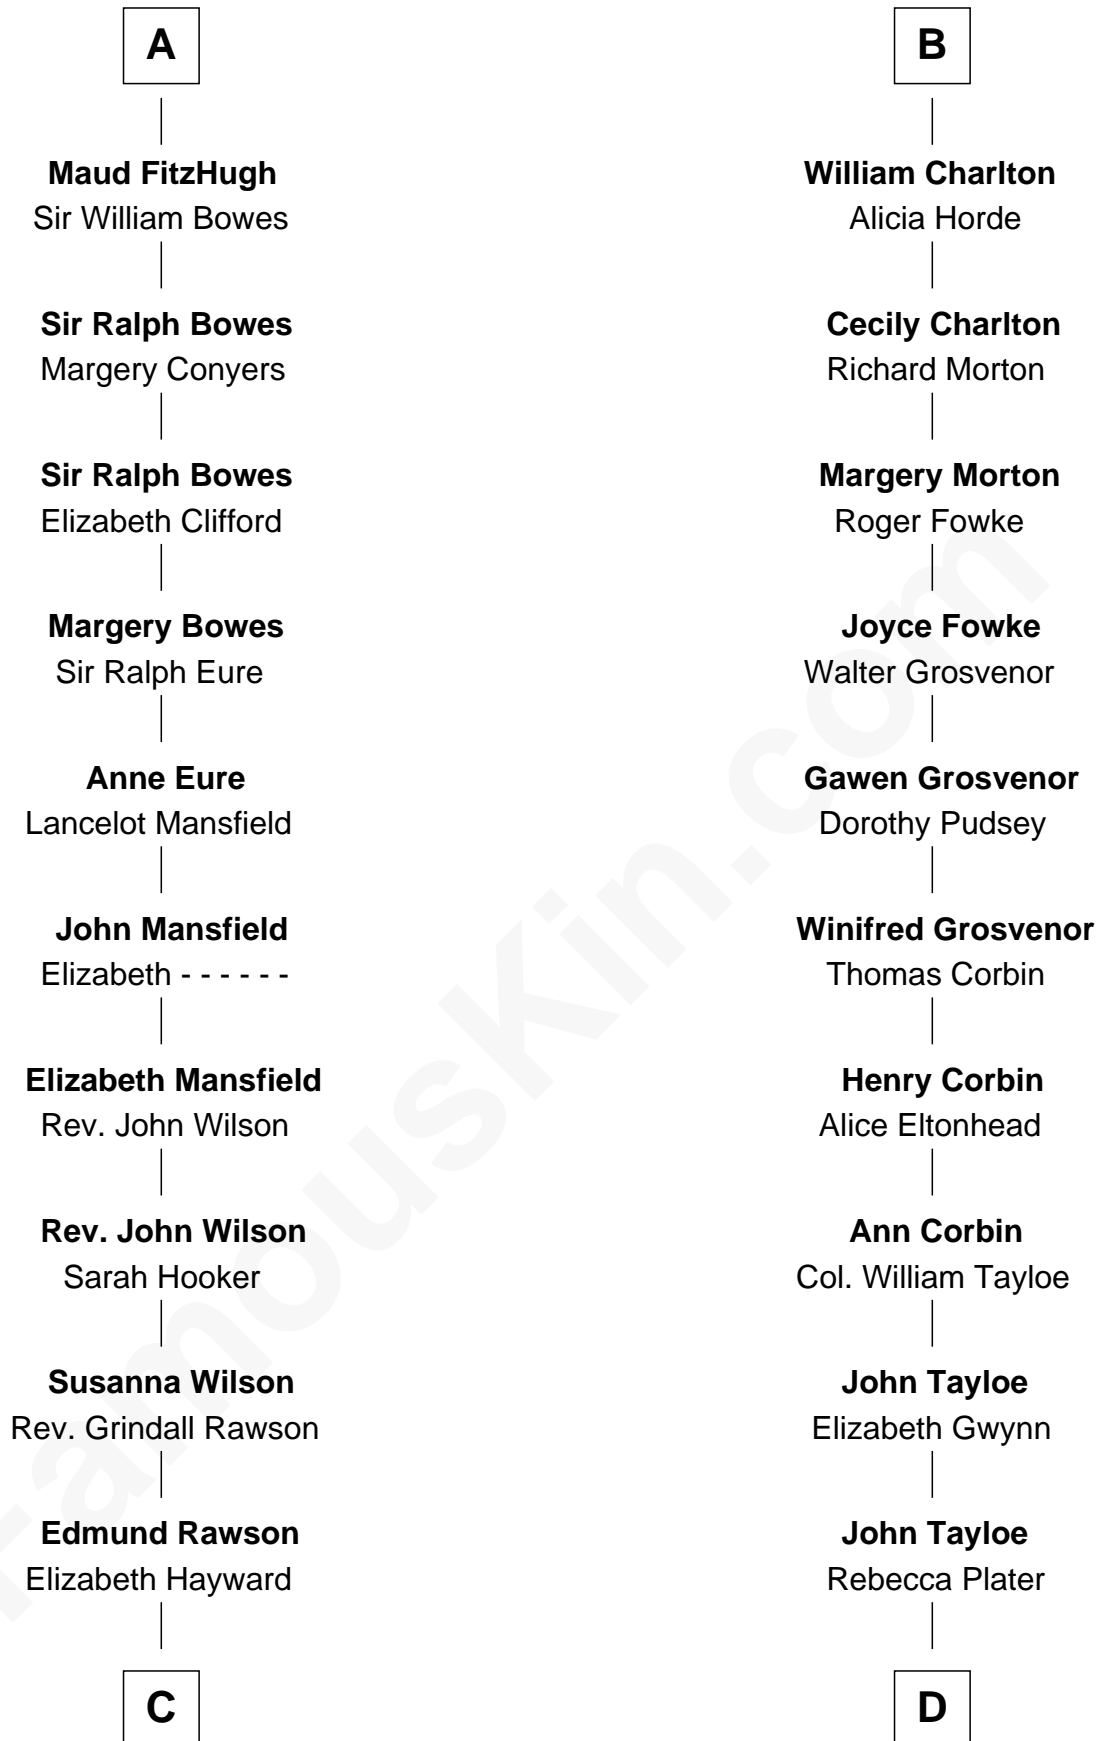 A
Maud FitzHugh
Sir William Bowes
Sir Ralph Bowes
Margery Conyers
Sir Ralph Bowes
Elizabeth Clifford
Margery Bowes
Sir Ralph Eure
Anne Eure
Lancelot Mansfield
John Mansfield
Elizabeth - - - - - -
Elizabeth Mansfield
Rev. John Wilson
Rev. John Wilson
Sarah Hooker
Susanna Wilson
Rev. Grindall Rawson
Edmund Rawson
Elizabeth Hayward
C
B
William Charlton
Alicia Horde
Cecily Charlton
Richard Morton
Margery Morton
Roger Fowke
Joyce Fowke
Walter Grosvenor
Gawen Grosvenor
Dorothy Pudsey
Winifred Grosvenor
Thomas Corbin
Henry Corbin
Alice Eltonhead
Ann Corbin
Col. William Tayloe
John Tayloe
Elizabeth Gwynn
John Tayloe
Rebecca Plater
D
FamousKin.com